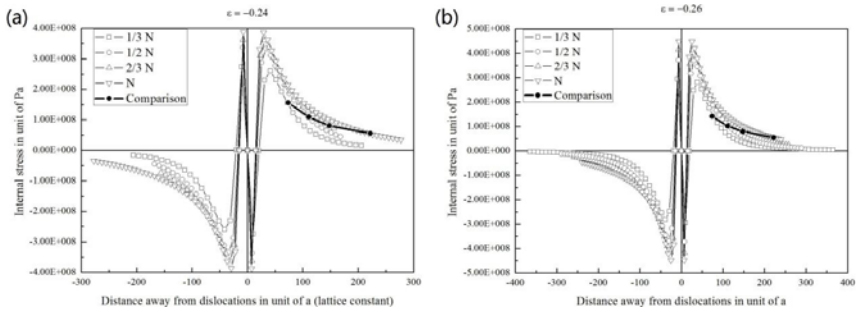 (a)
ε = −0.24
Internal stress in unit of Pa
4.00E+008
3.00E+008
2.00E+008
1.00E+008
0.00E+000
-1.00E+008
-2.00E+008
-3.00E+008
-4.00E+008
1/3 N
1/2 N
2/3 N
N
Comparison
-300 -200 -100 0 100 200 300
Distance away from dislocations in unit of a (lattice constant)
(b)
ε = −0.26
Internal stress in unit of Pa
5.00E+008
4.00E+008
3.00E+008
2.00E+008
1.00E+008
0.00E+000
-1.00E+008
-2.00E+008
-3.00E+008
-4.00E+008
-5.00E+008
1/3 N
1/2 N
2/3 N
N
Comparison
-400 -300 -200 -100 0 100 200 300 400
Distance away from dislocations in unit of a